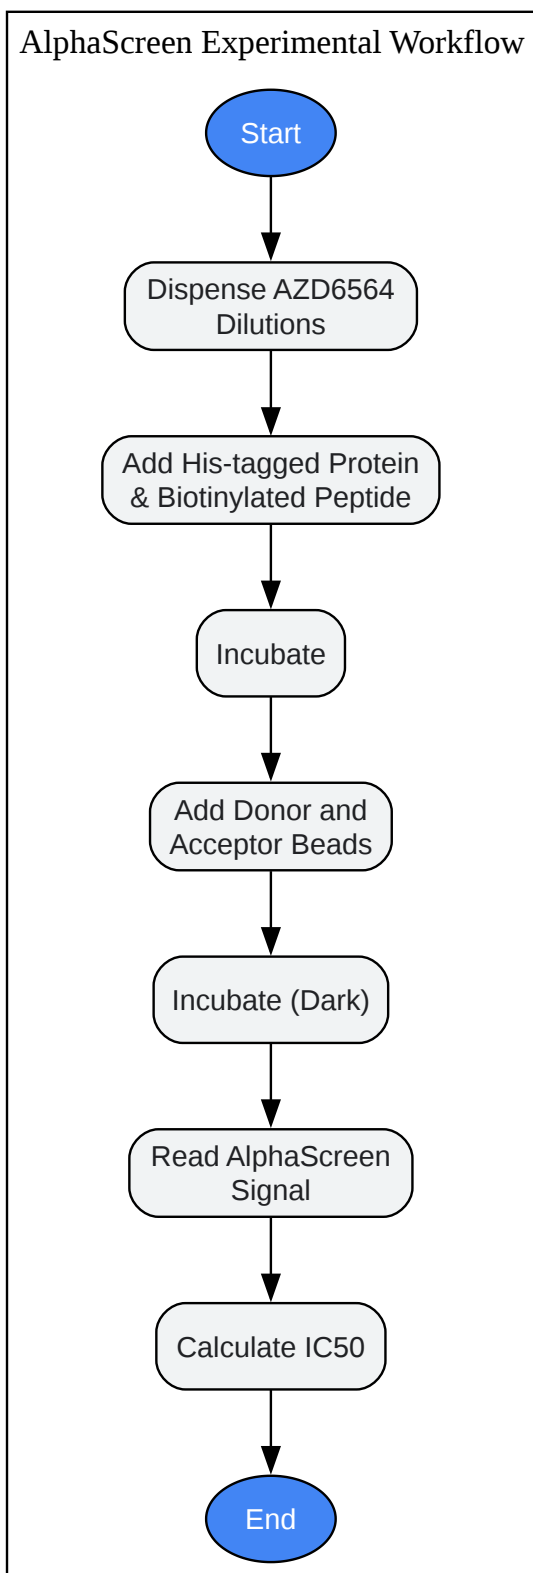 AlphaScreen Experimental Workflow
Start
Dispense AZD6564
Dilutions
Add His-tagged Protein
& Biotinylated Peptide
Incubate
Add Donor and
Acceptor Beads
Incubate (Dark)
Read AlphaScreen
Signal
Calculate IC50
End